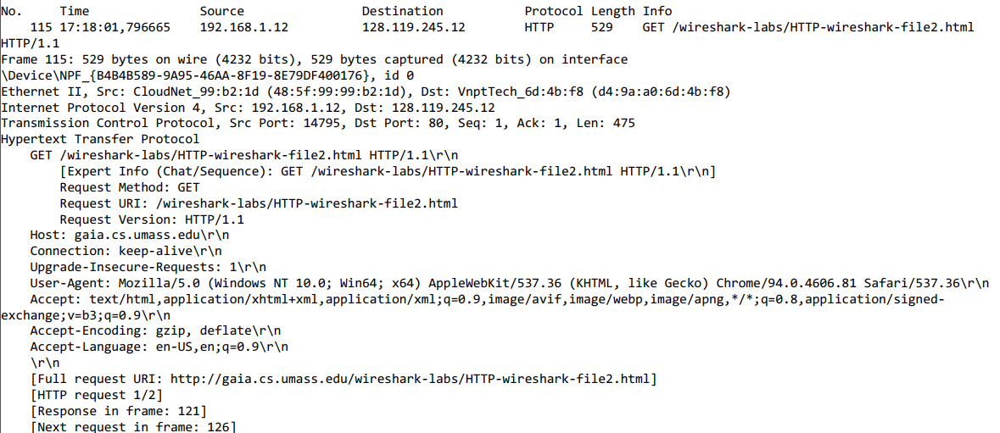 No.     Time               Source                Destination           Protocol Length Info
    115 17:18:01,796665    192.168.1.12          128.119.245.12        HTTP     529    GET /wireshark-labs/HTTP-wireshark-file2.html
HTTP/1.1
Frame 115: 529 bytes on wire (4232 bits), 529 bytes captured (4232 bits) on interface
\Device\NPF_{B4B4B589-9A95-46AA-8F19-8E79DF400176}, id 0
Ethernet II, Src: CloudNet_99:b2:1d (48:5f:99:99:b2:1d), Dst: VnptTech_6d:4b:f8 (d4:9a:a0:6d:4b:f8)
Internet Protocol Version 4, Src: 192.168.1.12, Dst: 128.119.245.12
Transmission Control Protocol, Src Port: 14795, Dst Port: 80, Seq: 1, Ack: 1, Len: 475
Hypertext Transfer Protocol
    GET /wireshark-labs/HTTP-wireshark-file2.html HTTP/1.1\r\n
        [Expert Info (Chat/Sequence): GET /wireshark-labs/HTTP-wireshark-file2.html HTTP/1.1\r\n]
        Request Method: GET
        Request URI: /wireshark-labs/HTTP-wireshark-file2.html
        Request Version: HTTP/1.1
    Host: gaia.cs.umass.edu\r\n
    Connection: keep-alive\r\n
    Upgrade-Insecure-Requests: 1\r\n
    User-Agent: Mozilla/5.0 (Windows NT 10.0; Win64; x64) AppleWebKit/537.36 (KHTML, like Gecko) Chrome/94.0.4606.81 Safari/537.36\r\n
    Accept: text/html,application/xhtml+xml,application/xml;q=0.9,image/avif,image/webp,image/apng,*/*;q=0.8,application/signed-
exchange;v=b3;q=0.9\r\n
    Accept-Encoding: gzip, deflate\r\n
    Accept-Language: en-US,en;q=0.9\r\n
    \r\n
    [Full request URI: http://gaia.cs.umass.edu/wireshark-labs/HTTP-wireshark-file2.html]
    [HTTP request 1/2]
    [Response in frame: 121]
    [Next request in frame: 126]